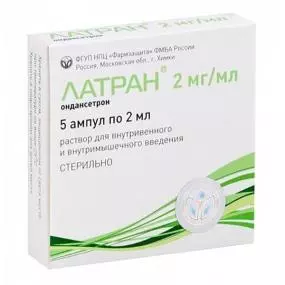 ФГУП НПЦ «Фармзащита» ФМБА России
Россия, Московская обл., г. Химки
ЛАТРАН® 2 мг/мл
ондансетрон
5 ампул по 2 мл
раствор для внутривенного
и внутримышечного введения
СТЕРИЛЬНО